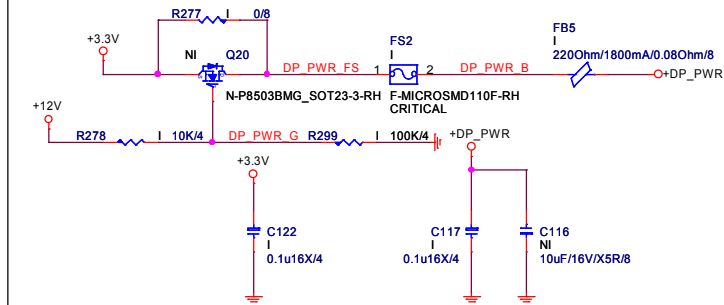 R277 I 0/8
+3.3V
NI Q20
DP_PWR_FS
1
FS2
I
2
DP_PWR_B
FB5
I
220Ohm/1800mA/0.08Ohm/8
+DP_PWR
N-P8503BMG_SOT23-3-RH
F-MICROSMD110F-RH
CRITICAL
+12V
R278 I 10K/4
DP_PWR_G
R299 I 100K/4
+DP_PWR
+3.3V
C122
I
0.1u16X/4
C117
I
0.1u16X/4
C116
NI
10uF/16V/X5R/8